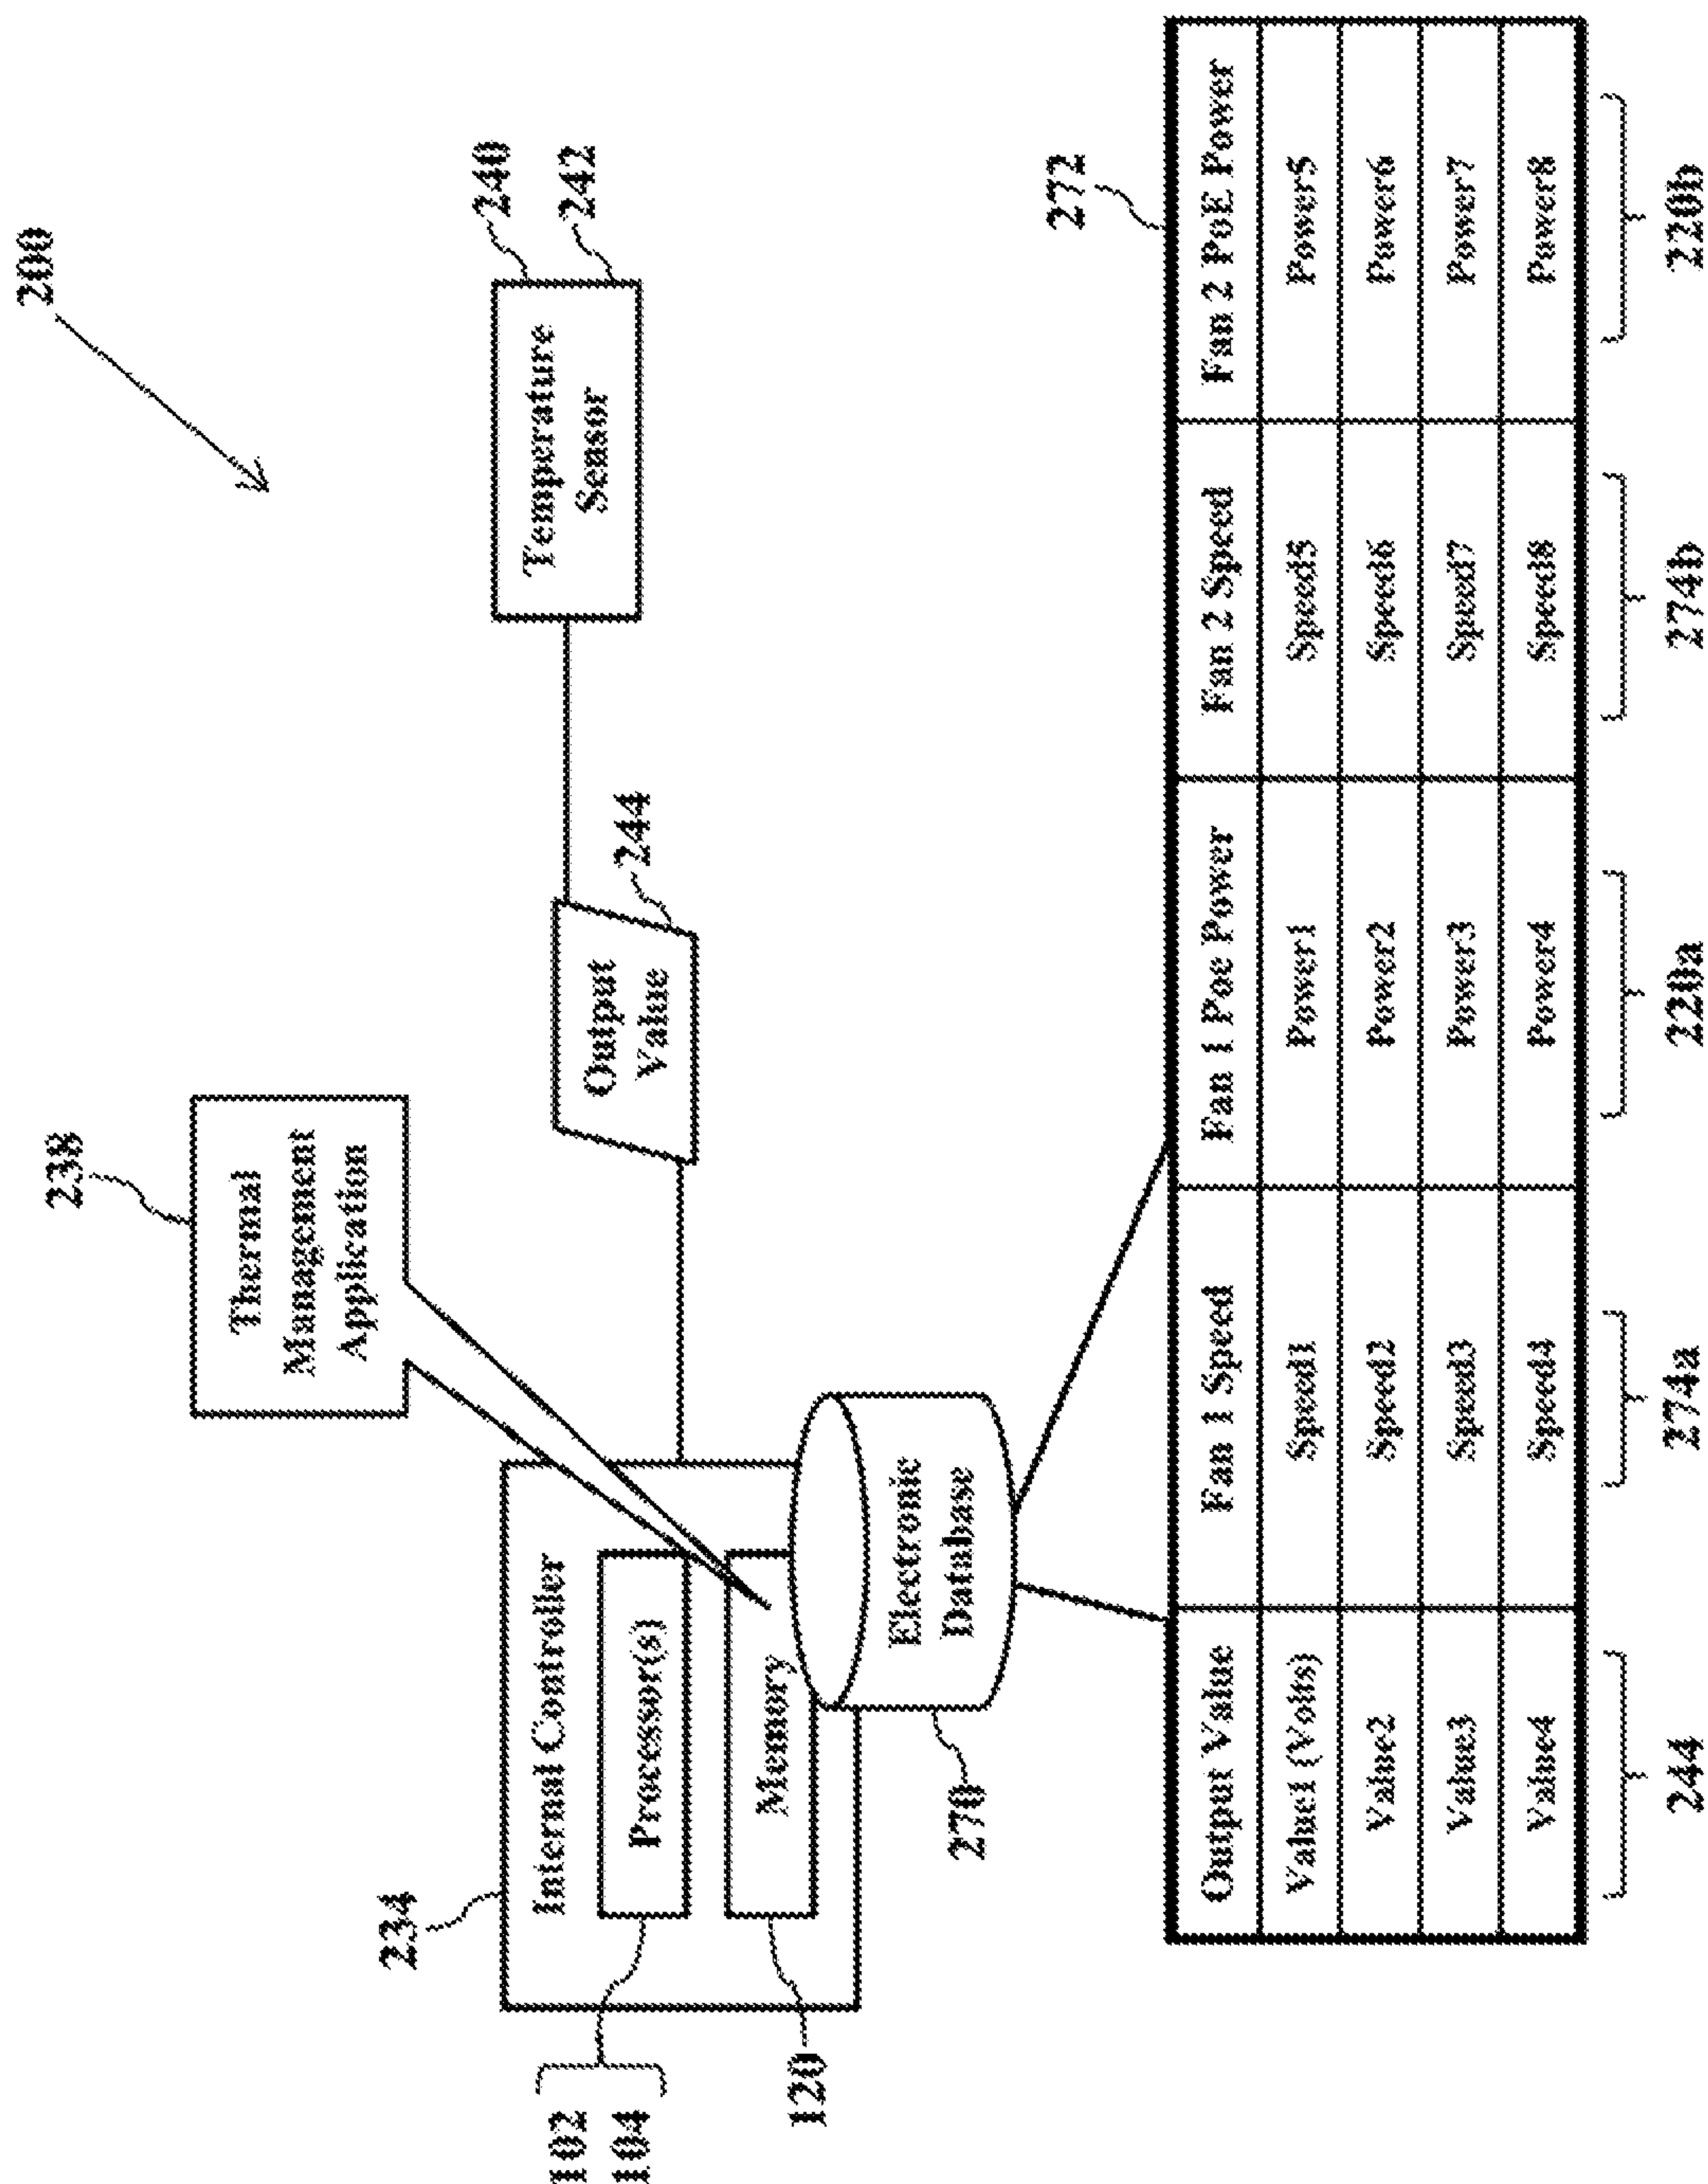 200
238
Thermal
Management
Application
240
242
Temperature
Sensor
234
Internal Controller
Output
Value
244
102
104
Processor(s)
120
Memory
Electronic
Database
270
272
Output Value Fan 1 Speed Fan 1 Poe Power Fan 2 Speed Fan 2 PoE Power
Value1 (Volts) Speed1 Power1 Speed5 Power5
Value2 Speed2 Power2 Speed6 Power6
Value3 Speed3 Power3 Speed7 Power7
Value4 Speed4 Power4 Speed8 Power8
244 274a 220a 274b 220b